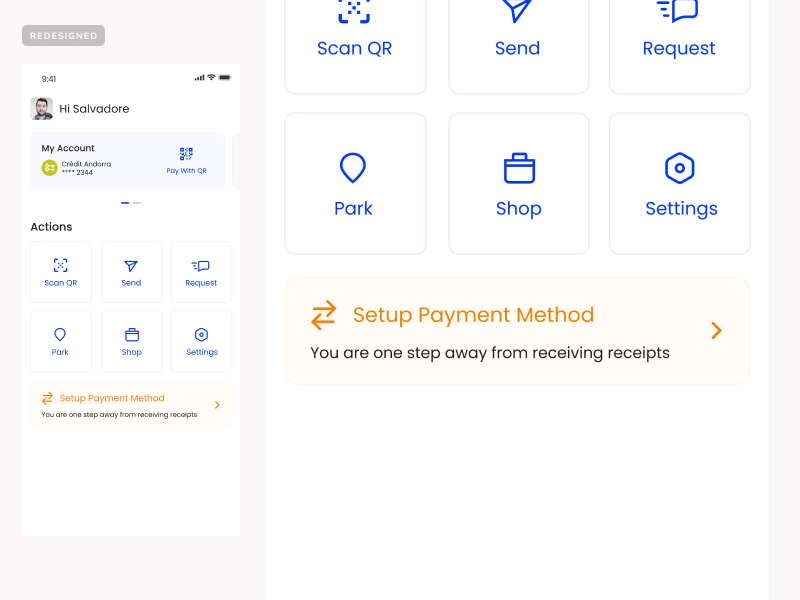 REDESIGNED
9:41
Hi Salvadore
My Account
Crèdit Andorra
**** 2344
Pay With QR
Actions
Scan QR
Send
Request
Park
Shop
Settings
Setup Payment Method
You are one step away from receiving receipts
Scan QR
Send
Request
Park
Shop
Settings
Setup Payment Method
You are one step away from receiving receipts